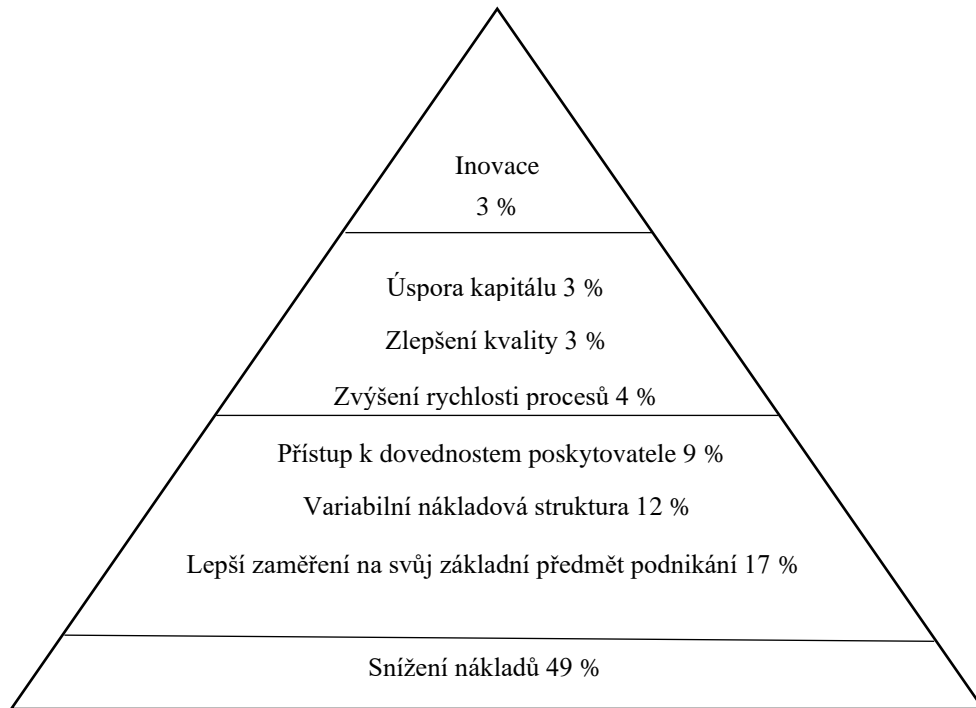 Inovace
3 %
Úspora kapitálu 3 %
Zlepšení kvality 3 %
Zvýšení rychlosti procesů 4 %
Přístup k dovednostem poskytovatele 9 %
Variabilní nákladová struktura 12 %
Lepší zaměření na svůj základní předmět podnikání 17 %
Snížení nákladů 49 %